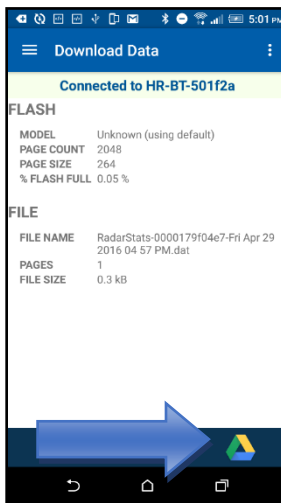 5:01 PM
Download Data
Connected to HR-BT-501f2a
FLASH
MODEL Unknown (using default)
PAGE COUNT 2048
PAGE SIZE 264
% FLASH FULL 0.05 %
FILE
FILE NAME RadarStats-0000179f04e7-Fri Apr 29
2016 04 57 PM.dat
PAGES 1
FILE SIZE 0.3 kB